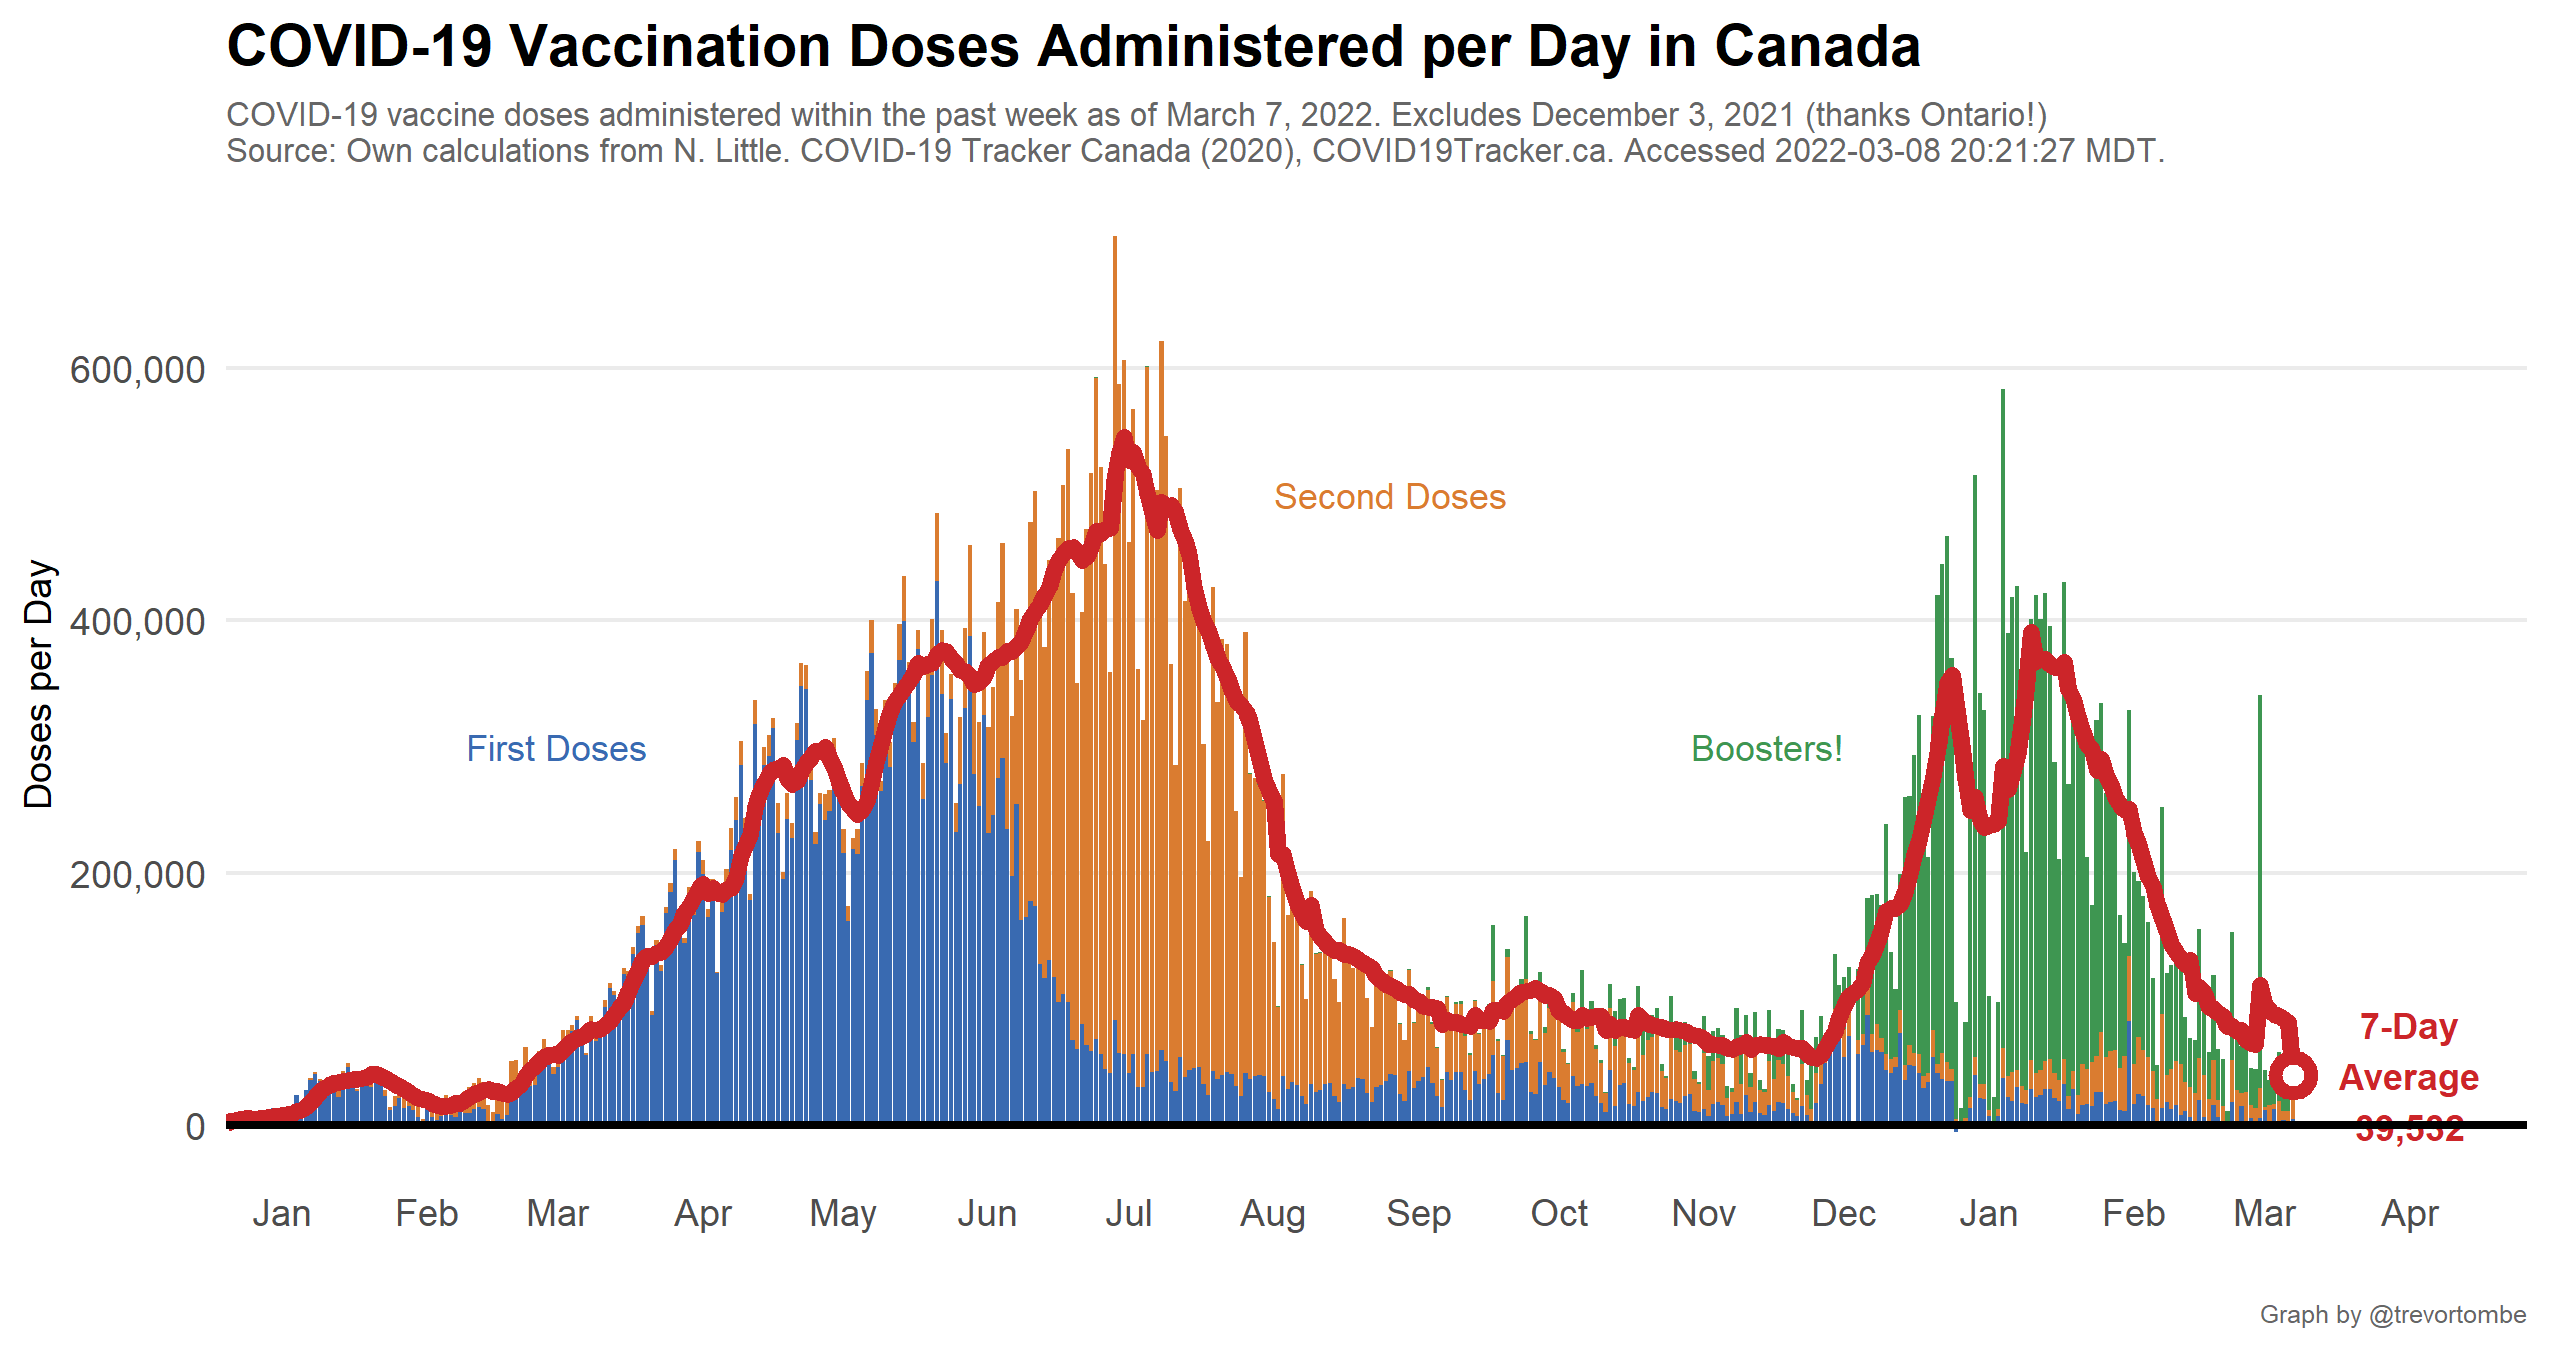 COVID-19 Vaccination Doses Administered per Day in Canada
COVID-19 vaccine doses administered within the past week as of March 7, 2022. Excludes December 3, 2021 (thanks Ontario!)
Source: Own calculations from N. Little. COVID-19 Tracker Canada (2020), COVID19Tracker.ca. Accessed 2022-03-08 20:21:27 MDT.
Doses per Day
600,000
400,000
200,000
0
Second Doses
First Doses
Boosters!
7-Day
Average
39,532
Jan Feb Mar Apr May Jun Jul Aug Sep Oct Nov Dec Jan Feb Mar Apr
Graph by @trevortombe